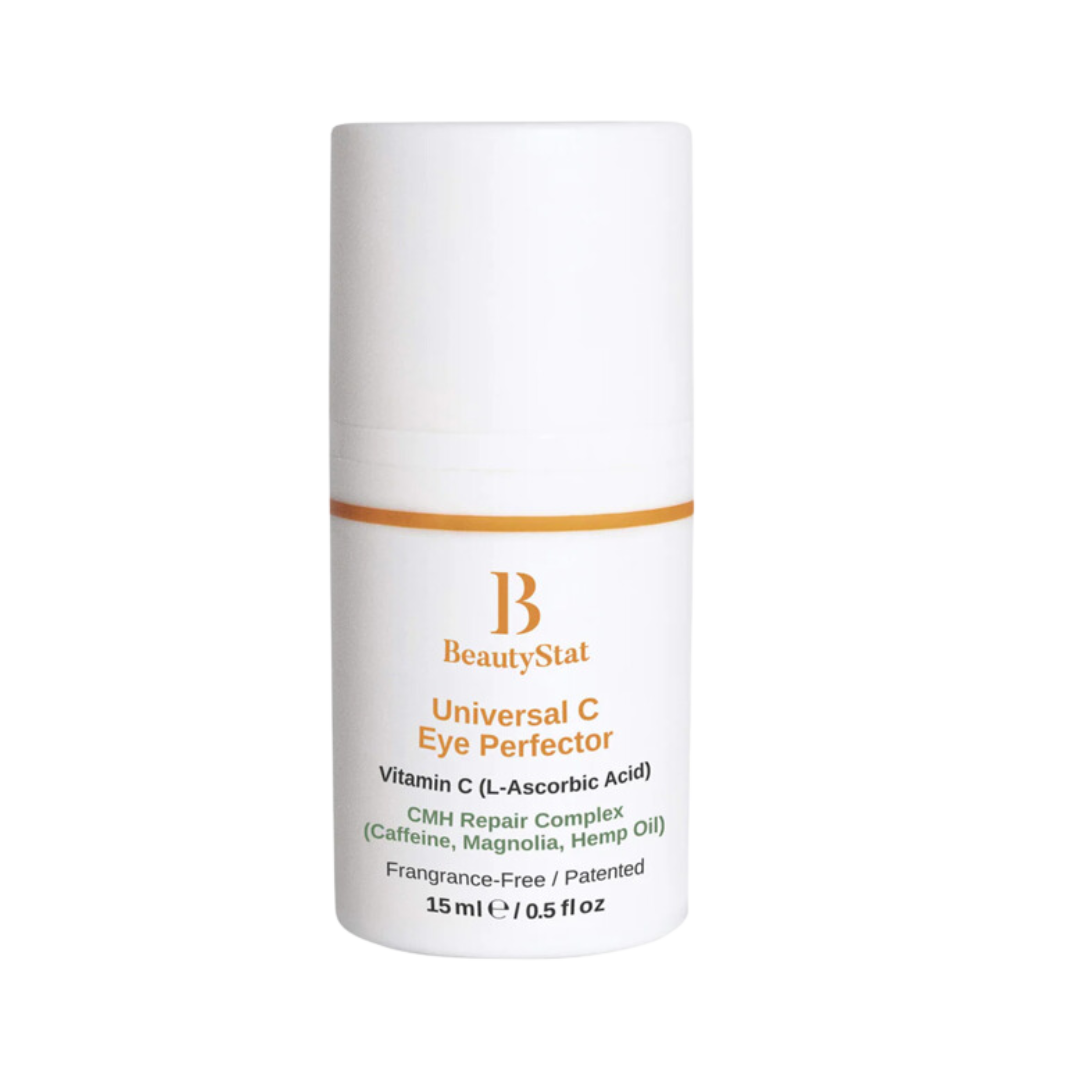 B
BeautyStat
Universal C
Eye Perfector
Vitamin C (L-Ascorbic Acid)
CMH Repair Complex
(Caffeine, Magnolia, Hemp Oil)
Frangrance-Free / Patented
15 ml ℮ / 0.5 fl oz